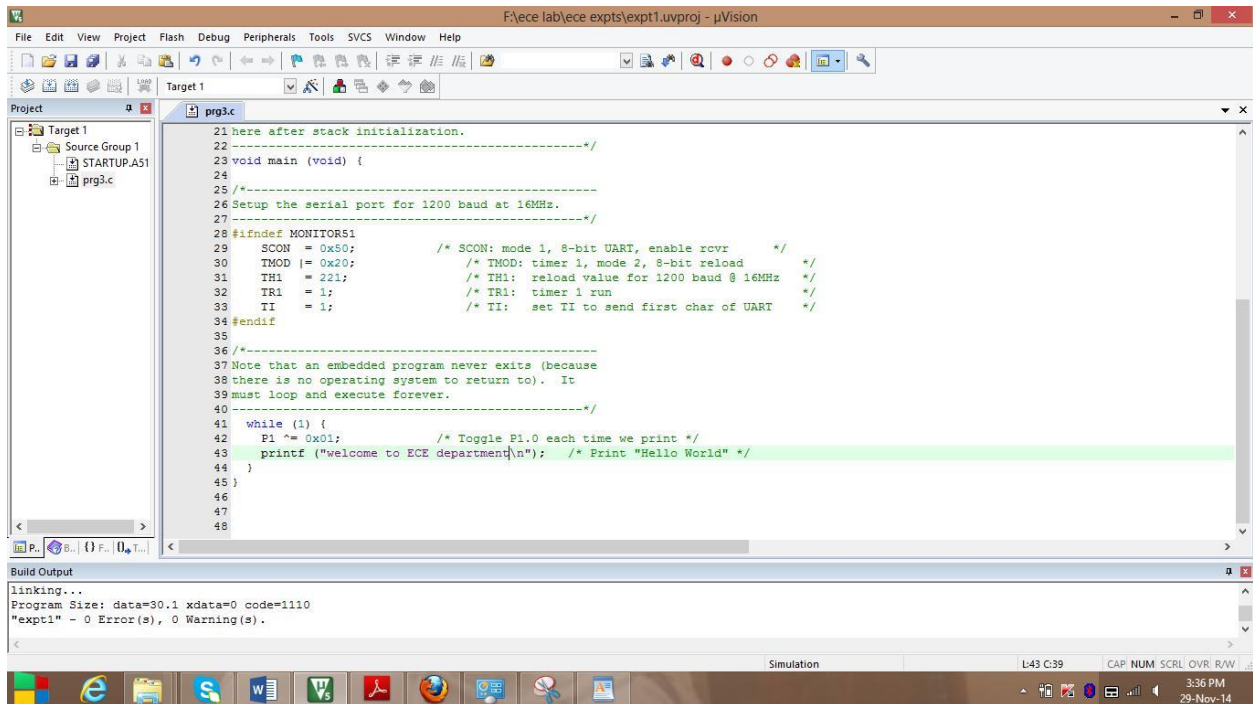 F:\ece lab\ece expts\expt1.uvproj - µVision
File Edit View Project Flash Debug Peripherals Tools SVCS Window Help
Target 1
Project
prg3.c
Target 1
Source Group 1
STARTUP.A51
prg3.c
21 here after stack initialization.
22 ------------------------------------------------*/
23 void main (void) {
24
25 /*------------------------------------------------
26 Setup the serial port for 1200 baud at 16MHz.
27 ------------------------------------------------*/
28 #ifndef MONITOR51
29     SCON  = 0x50;           /* SCON: mode 1, 8-bit UART, enable rcvr      */
30     TMOD |= 0x20;               /* TMOD: timer 1, mode 2, 8-bit reload        */
31     TH1   = 221;                /* TH1:  reload value for 1200 baud @ 16MHz   */
32     TR1   = 1;                  /* TR1:  timer 1 run                          */
33     TI    = 1;                  /* TI:   set TI to send first char of UART    */
34 #endif
35
36 /*------------------------------------------------
37 Note that an embedded program never exits (because
38 there is no operating system to return to).  It
39 must loop and execute forever.
40 ------------------------------------------------*/
41   while (1) {
42     P1 ^= 0x01;           /* Toggle P1.0 each time we print */
43     printf ("welcome to ECE department\n");   /* Print "Hello World" */
44   }
45 }
46
47
48
P.. B.. {} F.. T...
Build Output
linking...
Program Size: data=30.1 xdata=0 code=1110
"expt1" - 0 Error(s), 0 Warning(s).
Simulation L:43 C:39 CAP NUM SCRL OVR R/W
3:36 PM
29-Nov-14